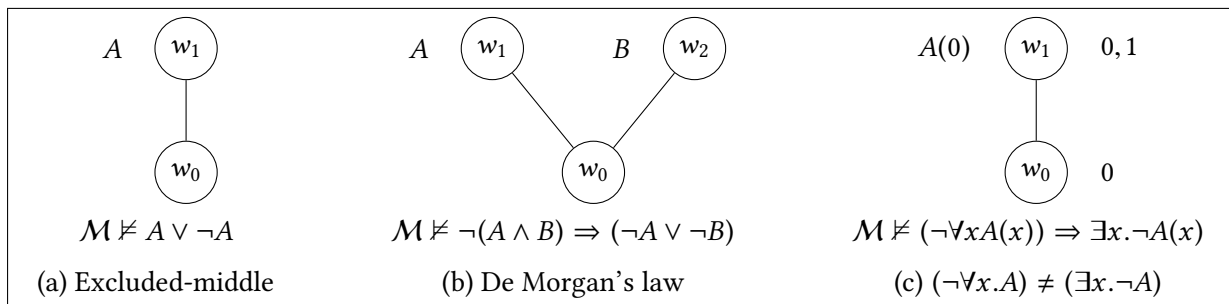 A w₁ A w₁ B w₂ A(0) w₁ 0, 1
w₀ w₀ w₀ 0
ℳ ⊮ A ∨ ¬A ℳ ⊮ ¬(A ∧ B) ⇒ (¬A ∨ ¬B) ℳ ⊮ (¬∀xA(x)) ⇒ ∃x.¬A(x)
(a) Excluded-middle (b) De Morgan’s law (c) (¬∀x.A) ≠ (∃x.¬A)